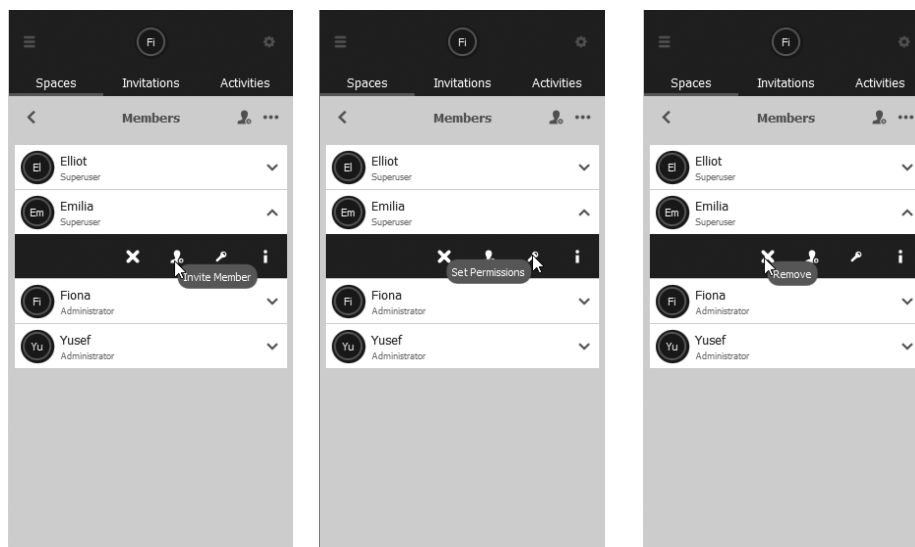 Fi
Spaces Invitations Activities
Members
El Elliot
Superuser
Em Emilia
Superuser
Invite Member
Fi Fiona
Administrator
Yu Yusef
Administrator
Fi
Spaces Invitations Activities
Members
El Elliot
Superuser
Em Emilia
Superuser
Set Permissions
Fi Fiona
Administrator
Yu Yusef
Administrator
Fi
Spaces Invitations Activities
Members
El Elliot
Superuser
Em Emilia
Superuser
Remove
Fi Fiona
Administrator
Yu Yusef
Administrator